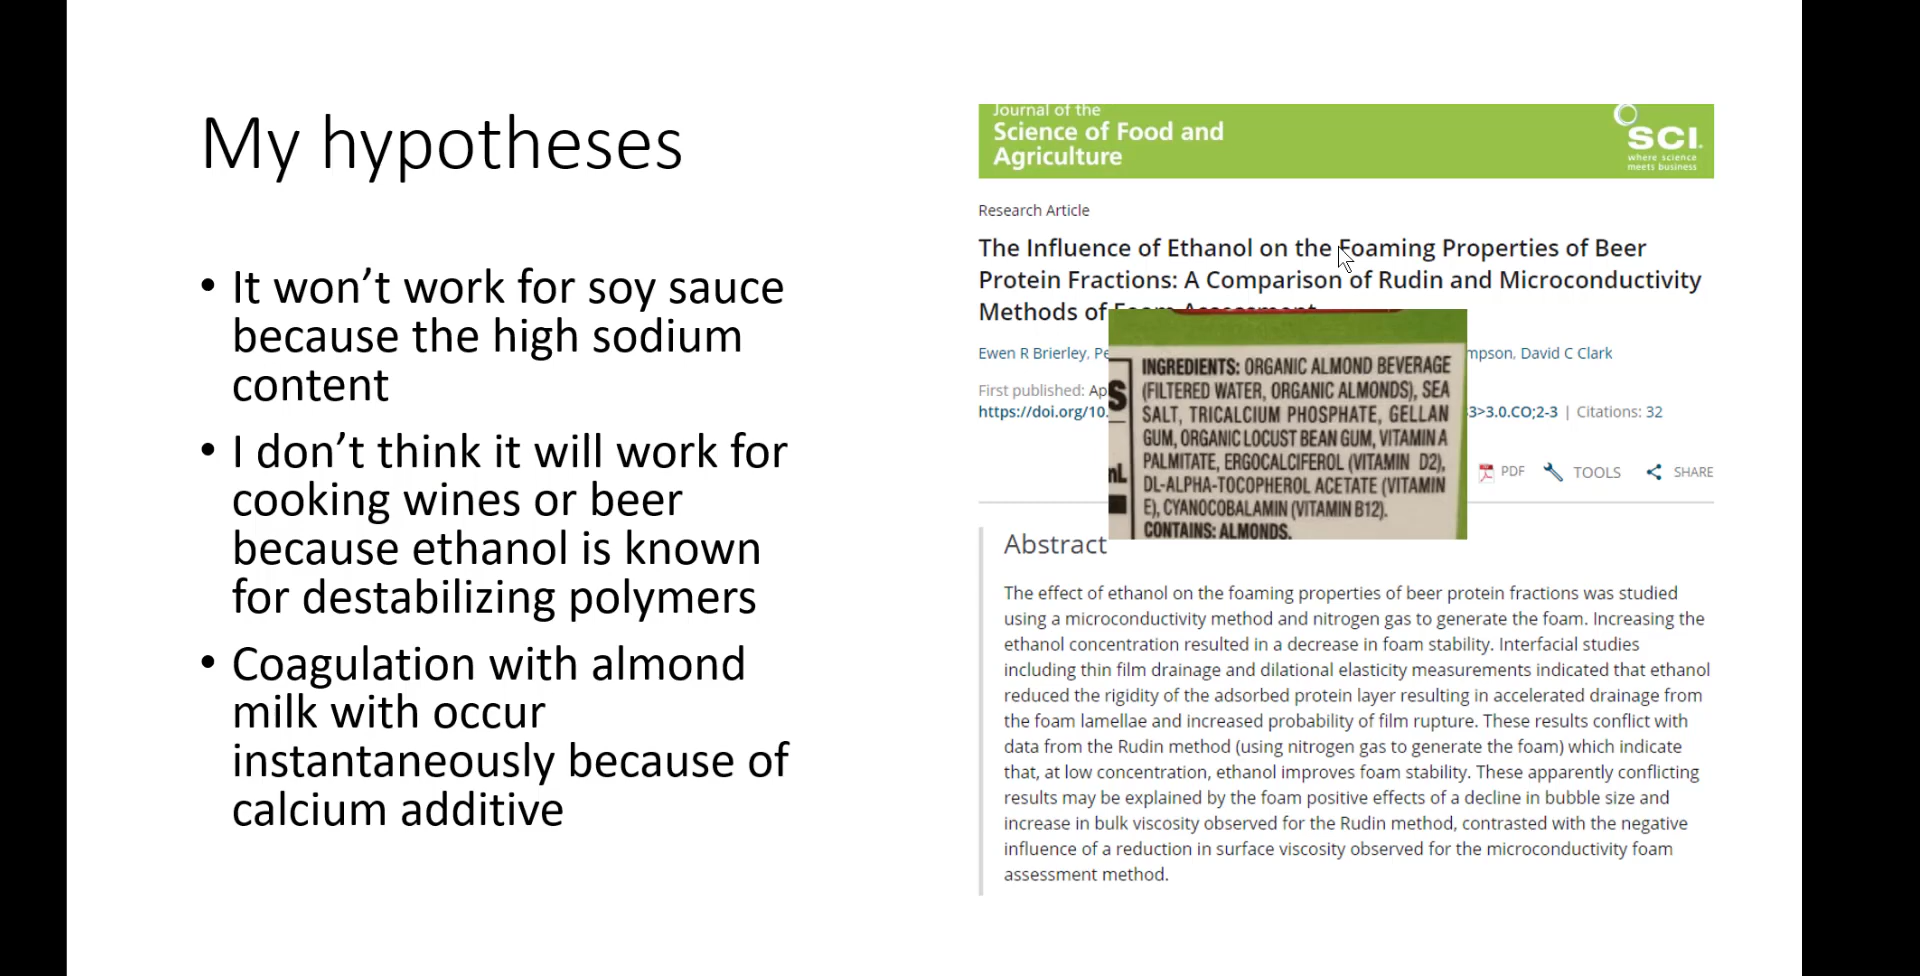 My hypotheses
• It won’t work for soy sauce
because the high sodium
content
• I don’t think it will work for
cooking wines or beer
because ethanol is known
for destabilizing polymers
• Coagulation with almond
milk with occur
instantaneously because of
calcium additive
Journal of the
Science of Food and
Agriculture
SCI
where science
meets business
Research Article
The Influence of Ethanol on the Foaming Properties of Beer
Protein Fractions: A Comparison of Rudin and Microconductivity
Methods of Foam Assessment
Ewen R Brierley, David C Clark
First published:
https://doi.org/10. 3>3.0.CO;2-3 | Citations: 32
PDF TOOLS SHARE
INGREDIENTS: ORGANIC ALMOND BEVERAGE
(FILTERED WATER, ORGANIC ALMONDS), SEA
SALT, TRICALCIUM PHOSPHATE, GELLAN
GUM, ORGANIC LOCUST BEAN GUM, VITAMIN A
PALMITATE, ERGOCALCIFEROL (VITAMIN D2),
DL-ALPHA-TOCOPHEROL ACETATE (VITAMIN
E), CYANOCOBALAMIN (VITAMIN B12).
CONTAINS: ALMONDS.
Abstract
The effect of ethanol on the foaming properties of beer protein fractions was studied
using a microconductivity method and nitrogen gas to generate the foam. Increasing the
ethanol concentration resulted in a decrease in foam stability. Interfacial studies
including thin film drainage and dilational elasticity measurements indicated that ethanol
reduced the rigidity of the adsorbed protein layer resulting in accelerated drainage from
the foam lamellae and increased probability of film rupture. These results conflict with
data from the Rudin method (using nitrogen gas to generate the foam) which indicate
that, at low concentration, ethanol improves foam stability. These apparently conflicting
results may be explained by the foam positive effects of a decline in bubble size and
increase in bulk viscosity observed for the Rudin method, contrasted with the negative
influence of a reduction in surface viscosity observed for the microconductivity foam
assessment method.